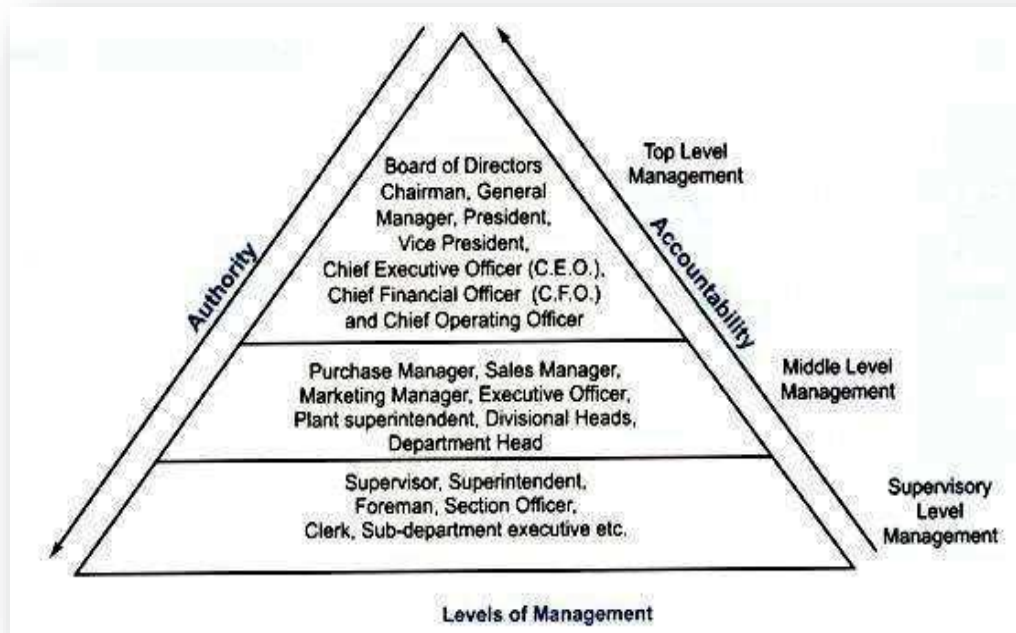 Board of Directors
Chairman, General
Manager, President,
Vice President,
Chief Executive Officer (C.E.O.),
Chief Financial Officer (C.F.O.)
and Chief Operating Officer
Authority
Accountability
Top Level
Management
Purchase Manager, Sales Manager,
Marketing Manager, Executive Officer,
Plant superintendent, Divisional Heads,
Department Head
Middle Level
Management
Supervisor, Superintendent,
Foreman, Section Officer,
Clerk, Sub-department executive etc.
Supervisory
Level
Management
Levels of Management